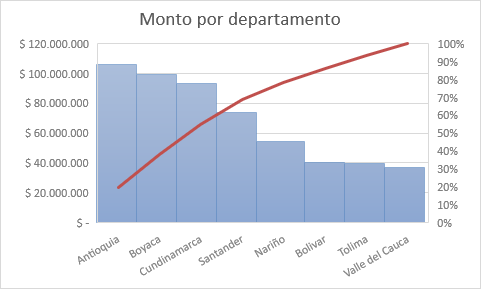 Monto por departamento
$ 120.000.000
$ 100.000.000
$ 80.000.000
$ 60.000.000
$ 40.000.000
$ 20.000.000
$ -
100%
90%
80%
70%
60%
50%
40%
30%
20%
10%
0%
Antioquia
Boyaca
Cundinamarca
Santander
Nariño
Bolivar
Tolima
Valle del Cauca